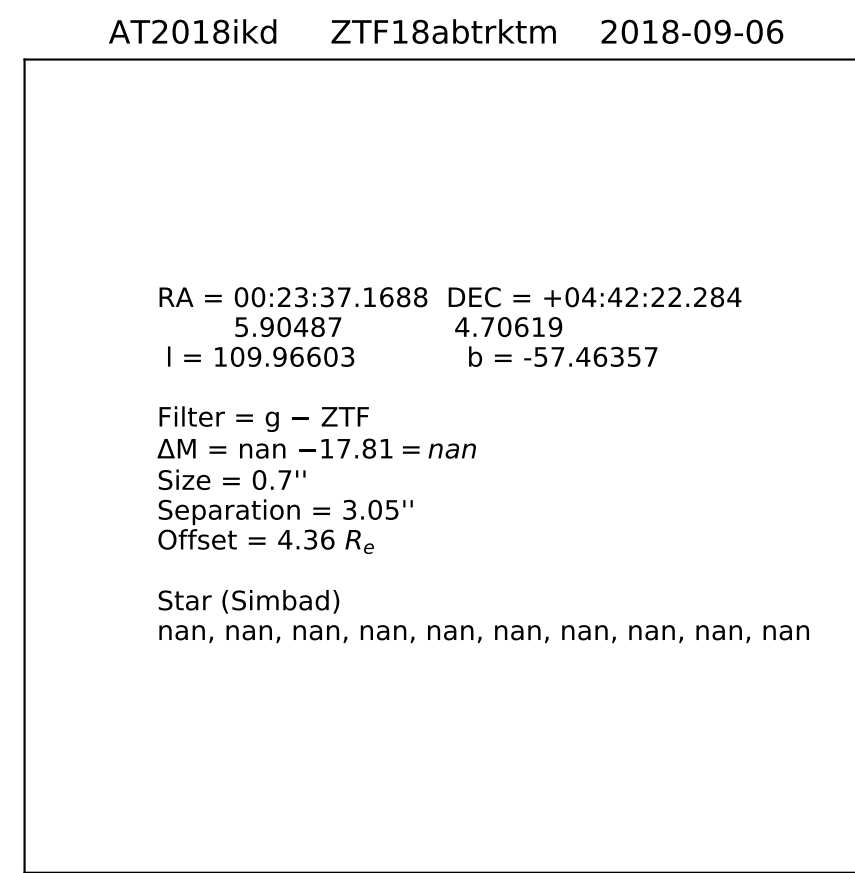 AT2018ikd ZTF18abtrktm 2018-09-06
RA = 00:23:37.1688 DEC = +04:42:22.284
5.90487 4.70619
l = 109.96603 b = -57.46357
Filter = g − ZTF
ΔM = nan −17.81 = nan
Size = 0.7''
Separation = 3.05''
Offset = 4.36 Rₑ
Star (Simbad)
nan, nan, nan, nan, nan, nan, nan, nan, nan, nan